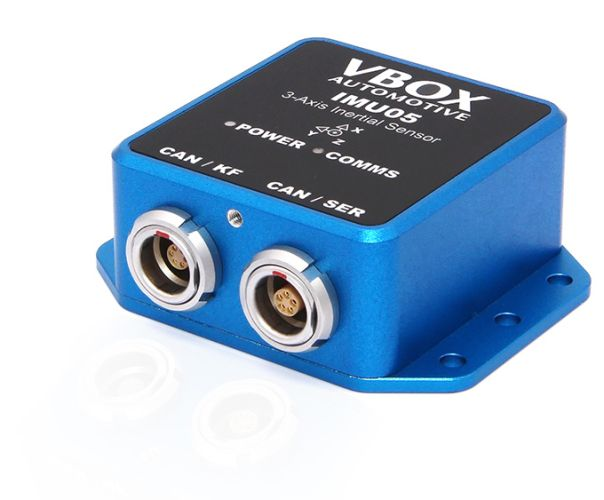 VBOX
AUTOMOTIVE
IMU05
3-Axis Inertial Sensor
X
Y
Z
POWER COMMS
CAN / KF CAN / SER